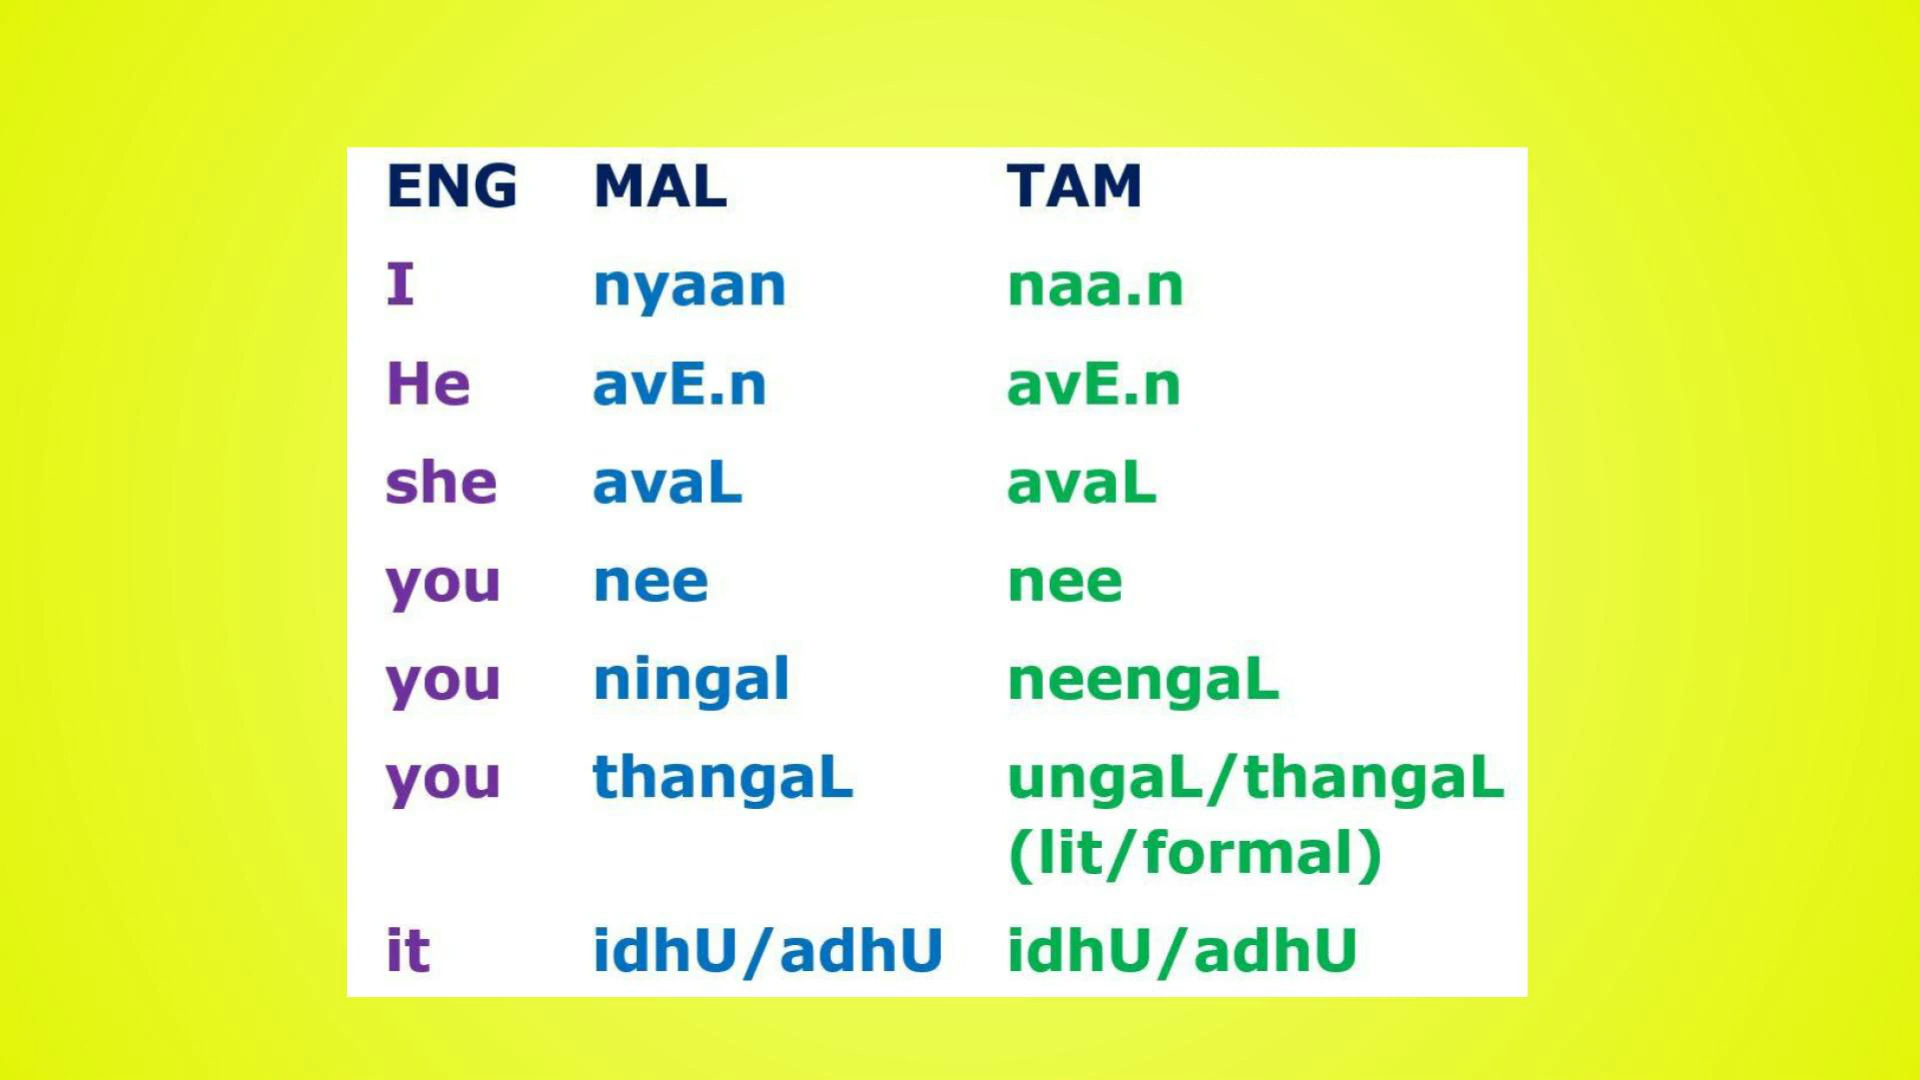 ENG MAL TAM
I nyaan naa.n
He avE.n avE.n
she avaL avaL
you nee nee
you ningal neengaL
you thangaL ungaL/thangaL
(lit/formal)
it idhU/adhU idhU/adhU